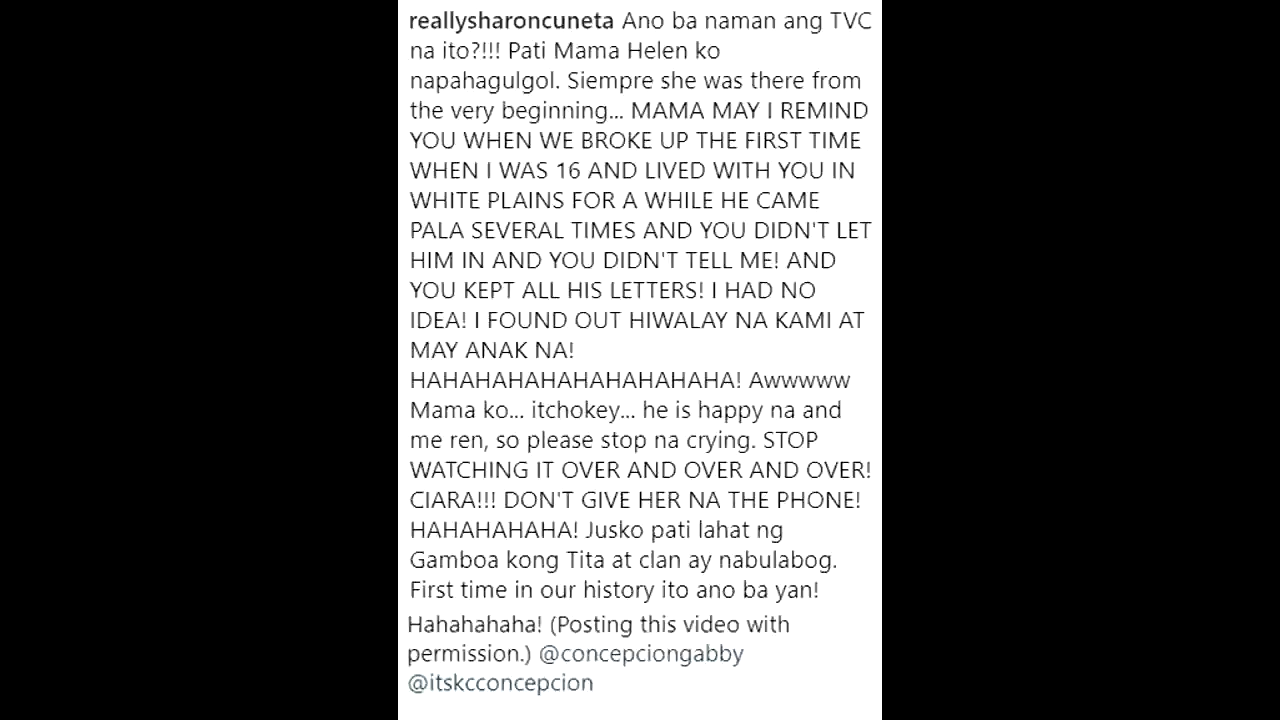 reallysharoncuneta Ano ba naman ang TVC
na ito?!!! Pati Mama Helen ko
napahagulgol. Siempre she was there from
the very beginning... MAMA MAY I REMIND
YOU WHEN WE BROKE UP THE FIRST TIME
WHEN I WAS 16 AND LIVED WITH YOU IN
WHITE PLAINS FOR A WHILE HE CAME
PALA SEVERAL TIMES AND YOU DIDN'T LET
HIM IN AND YOU DIDN'T TELL ME! AND
YOU KEPT ALL HIS LETTERS! I HAD NO
IDEA! I FOUND OUT HIWALAY NA KAMI AT
MAY ANAK NA!
HAHAHAHAHAHAHAHAHAHA! Awwwww
Mama ko... itchokey... he is happy na and
me ren, so please stop na crying. STOP
WATCHING IT OVER AND OVER AND OVER!
CIARA!!! DON'T GIVE HER NA THE PHONE!
HAHAHAHAHA! Jusko pati lahat ng
Gamboa kong Tita at clan ay nabulabog.
First time in our history ito ano ba yan!
Hahahahaha! (Posting this video with
permission.) @concepciongabby
@itskcconcepcion